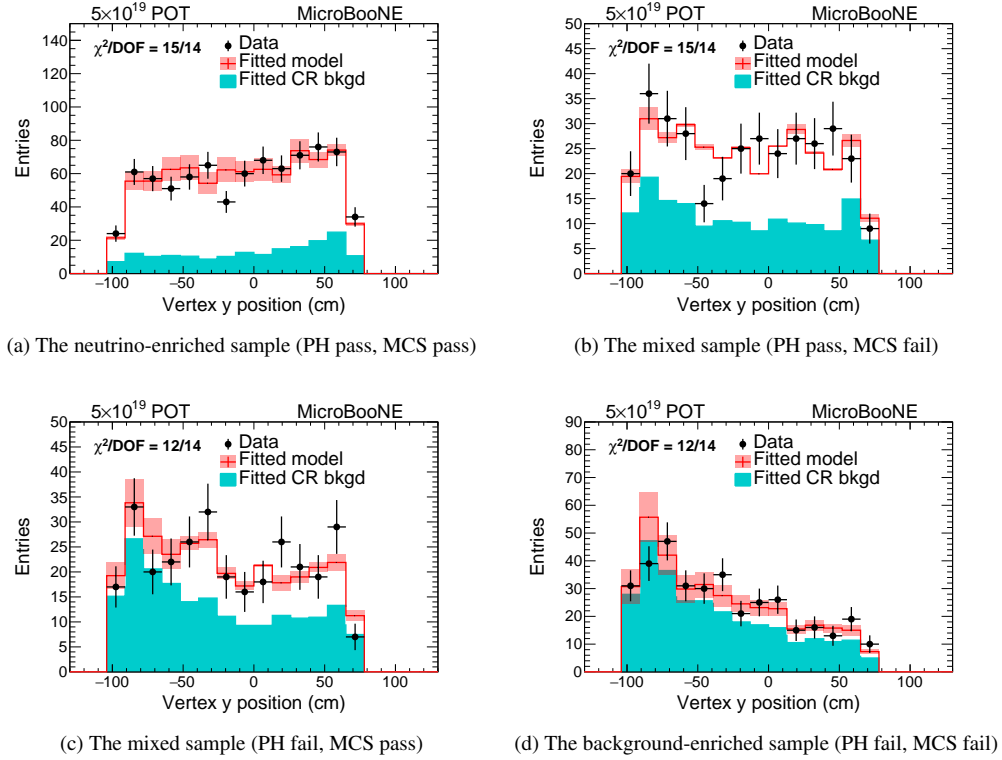 5×10¹⁹ POT MicroBooNE
χ²/DOF = 15/14
Data
Fitted model
Fitted CR bkgd
Entries
140
120
100
80
60
40
20
0
−100 −50 0 50 100
Vertex y position (cm)
(a) The neutrino-enriched sample (PH pass, MCS pass)
5×10¹⁹ POT MicroBooNE
χ²/DOF = 15/14
Data
Fitted model
Fitted CR bkgd
Entries
50
45
40
35
30
25
20
15
10
5
0
−100 −50 0 50 100
Vertex y position (cm)
(b) The mixed sample (PH pass, MCS fail)
5×10¹⁹ POT MicroBooNE
χ²/DOF = 12/14
Data
Fitted model
Fitted CR bkgd
Entries
50
45
40
35
30
25
20
15
10
5
0
−100 −50 0 50 100
Vertex y position (cm)
(c) The mixed sample (PH fail, MCS pass)
5×10¹⁹ POT MicroBooNE
χ²/DOF = 12/14
Data
Fitted model
Fitted CR bkgd
Entries
90
80
70
60
50
40
30
20
10
0
−100 −50 0 50 100
Vertex y position (cm)
(d) The background-enriched sample (PH fail, MCS fail)